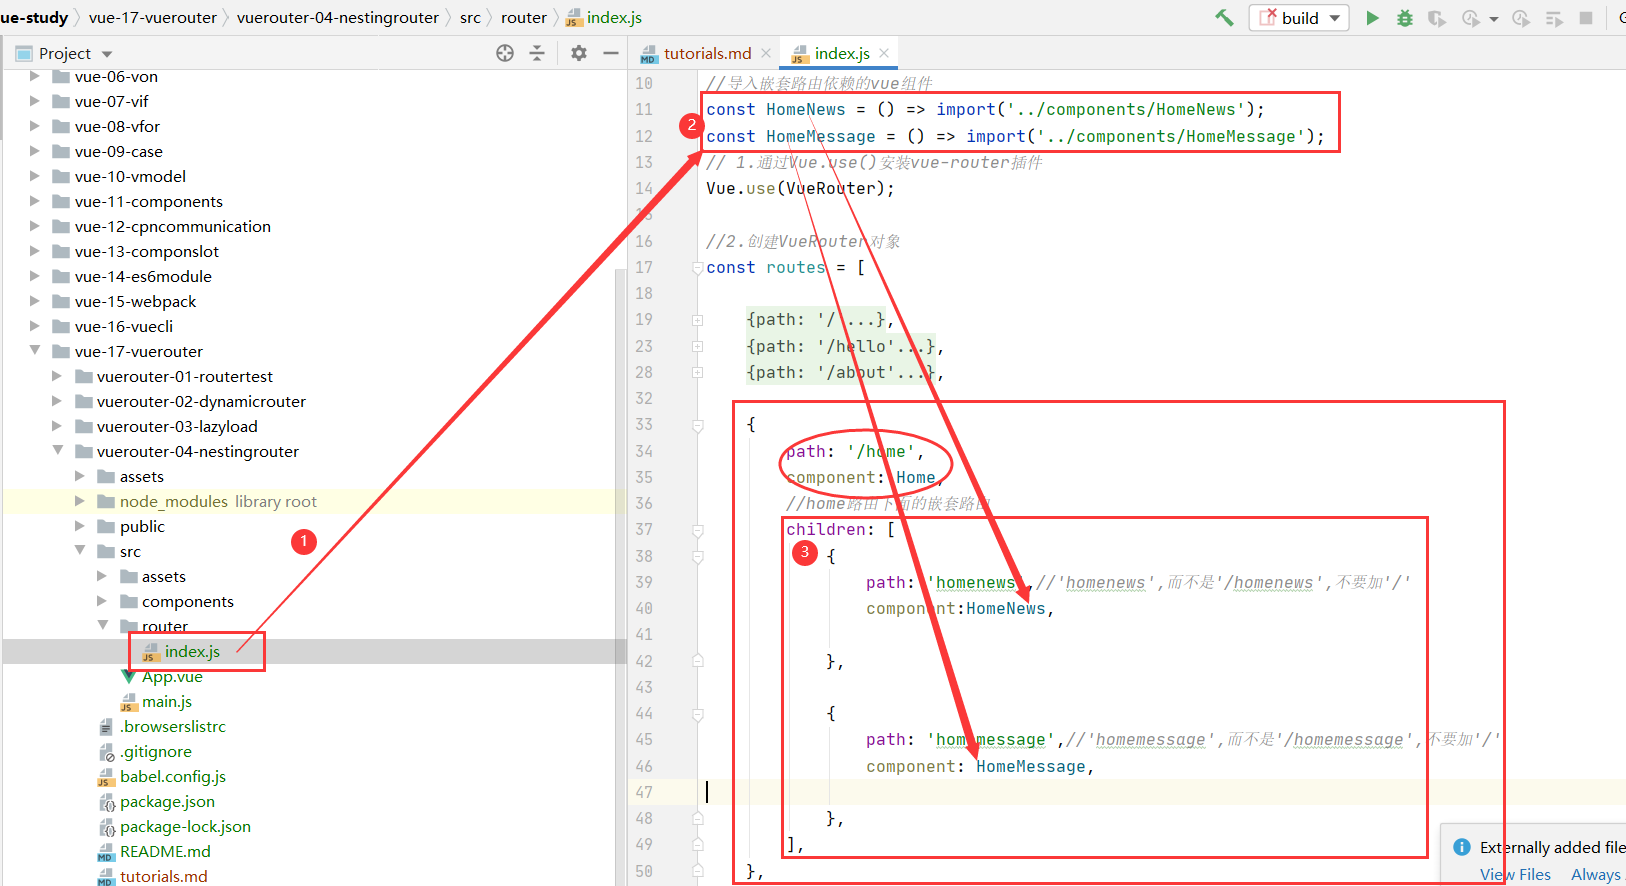 ue-study
vue-17-vuerouter
vuerouter-04-nestingrouter
src
router
index.js
build
Project
tutorials.md
index.js
vue-06-von
vue-07-vif
vue-08-vfor
vue-09-case
vue-10-vmodel
vue-11-components
vue-12-cpncommunication
vue-13-componslot
vue-14-es6module
vue-15-webpack
vue-16-vuecli
vue-17-vuerouter
vuerouter-01-routertest
vuerouter-02-dynamicrouter
vuerouter-03-lazyload
vuerouter-04-nestingrouter
assets
node_modules library root
public
src
assets
components
router
index.js
App.vue
main.js
.browserslistrc
.gitignore
babel.config.js
package.json
package-lock.json
README.md
tutorials.md
1
2
3
10 //导入嵌套路由依赖的vue组件
11 const HomeNews = () => import('../components/HomeNews');
12 const HomeMessage = () => import('../components/HomeMessage');
13 // 1.通过Vue.use()安装vue-router插件
14 Vue.use(VueRouter);
15
16 //2.创建VueRouter对象
17 const routes = [
18
19 {path: '/'...},
23 {path: '/hello'...},
28 {path: '/about'...},
32
33 {
34 path: '/home',
35 component: Home,
36 //home路由下面的嵌套路由
37 children: [
38 {
39 path: 'homenews',//'homenews',而不是'/homenews',不要加'/'
40 component:HomeNews,
41
42 },
43
44 {
45 path: 'homemessage',//'homemessage',而不是'/homemessage',不要加'/'
46 component: HomeMessage,
47
48 },
49 ],
50 },
Externally added file
View Files Always